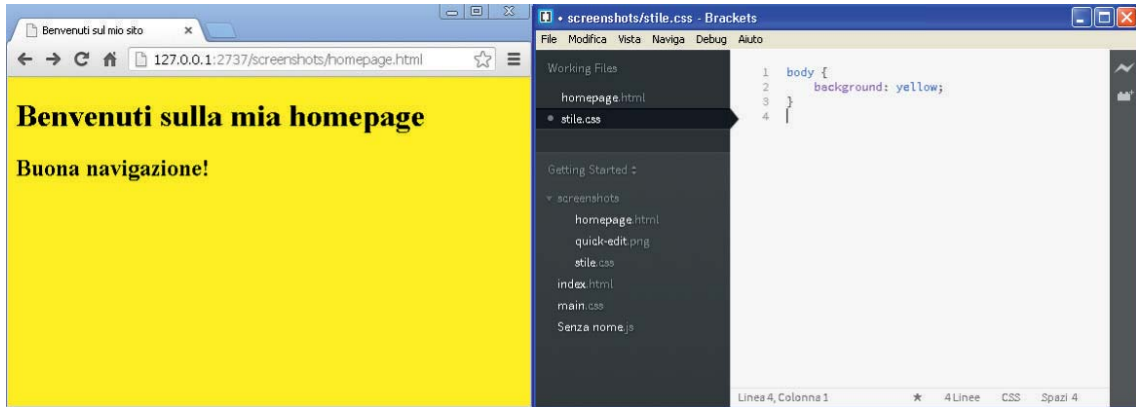 Benvenuti sul mio sito
127.0.0.1:2737/screenshots/homepage.html
Benvenuti sulla mia homepage
Buona navigazione!
• screenshots/stile.css - Brackets
File Modifica Vista Naviga Debug Aiuto
Working Files
homepage.html
stile.css
Getting Started
screenshots
homepage.html
quick-edit.png
stile.css
index.html
main.css
Senza nome.js
1 body {
2 background: yellow;
3 }
4
Linea 4, Colonna 1 4 Linee CSS Spazi 4